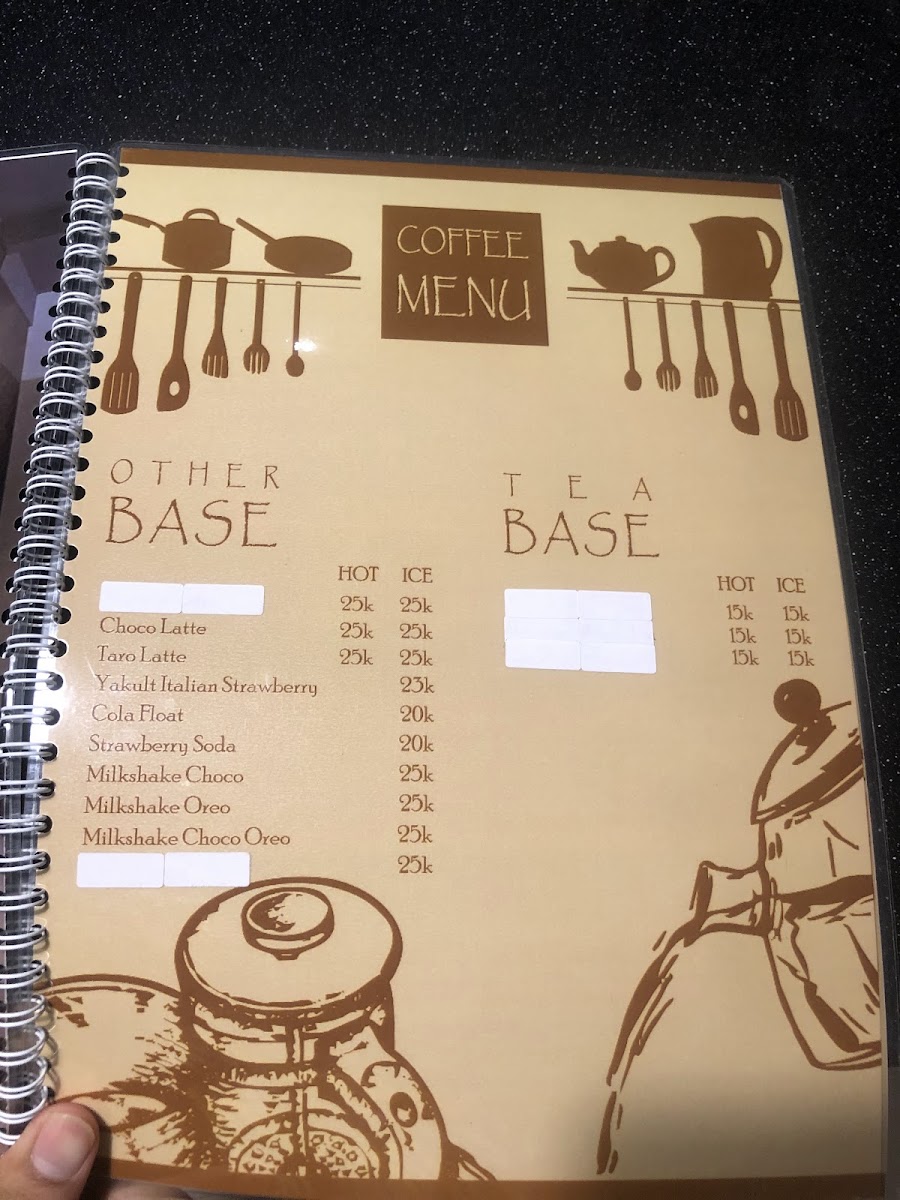 COFFEE
MENU
OTHER
BASE
HOT ICE
25k 25k
Choco Latte 25k 25k
Taro Latte 25k 25k
Yakult Italian Strawberry 23k
Cola Float 20k
Strawberry Soda 20k
Milkshake Choco 25k
Milkshake Oreo 25k
Milkshake Choco Oreo 25k
25k
TEA
BASE
HOT ICE
15k 15k
15k 15k
15k 15k